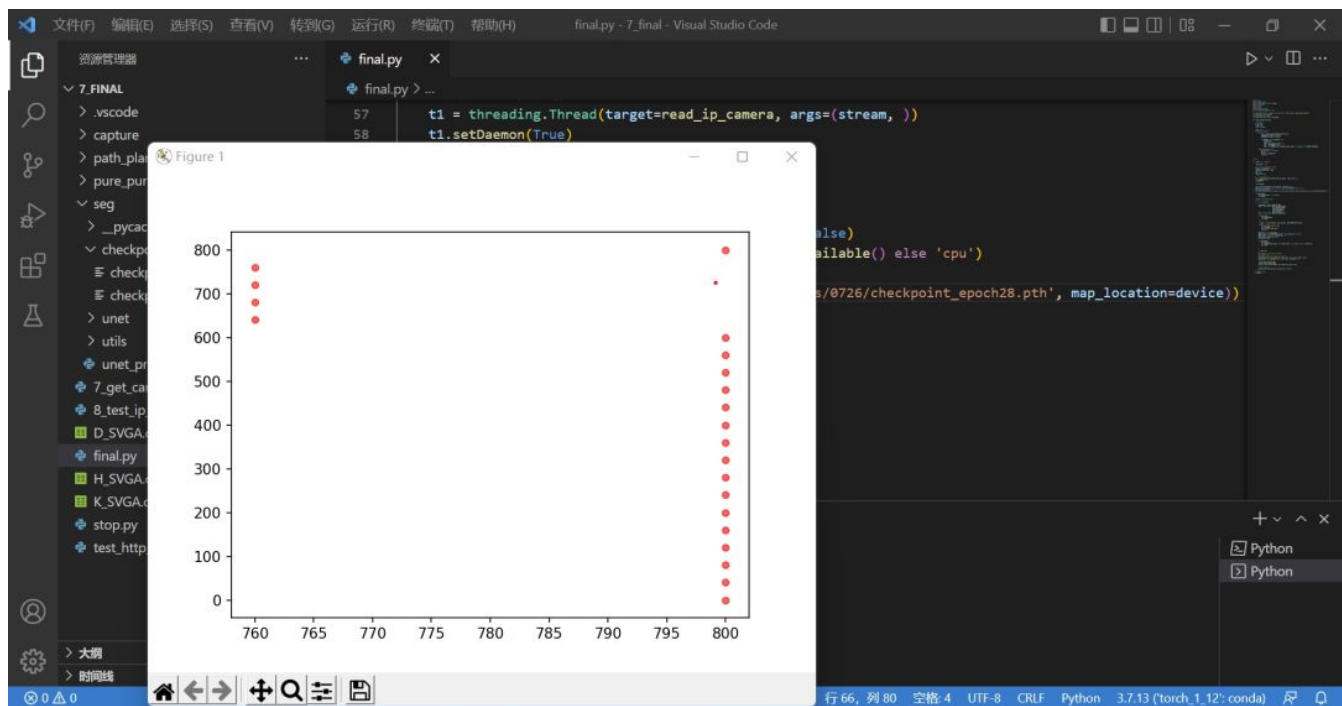 文件(F) 编辑(E) 选择(S) 查看(V) 转到(G) 运行(R) 终端(T) 帮助(H) final.py - 7_final - Visual Studio Code
资源管理器 ··· final.py ×
7_FINAL
final.py > ...
.vscode
57 t1 = threading.Thread(target=read_ip_camera, args=(stream, ))
capture
58 t1.setDaemon(True)
path_pla
Figure 1
pure_pur
seg
__pycac
alse)
checkpo
ailable() else 'cpu')
checkp
checkp
s/0726/checkpoint_epoch28.pth', map_location=device))
unet
utils
unet_pr
7_get_ca
8_test_ip_
D_SVGA.c
final.py
H_SVGA.c
K_SVGA.c
stop.py
test_http_
Python
Python
800
700
600
500
400
300
200
100
0
760 765 770 775 780 785 790 795 800
大纲
时间线
0 0 行 66, 列 80 空格: 4 UTF-8 CRLF Python 3.7.13 ('torch_1_12': conda)